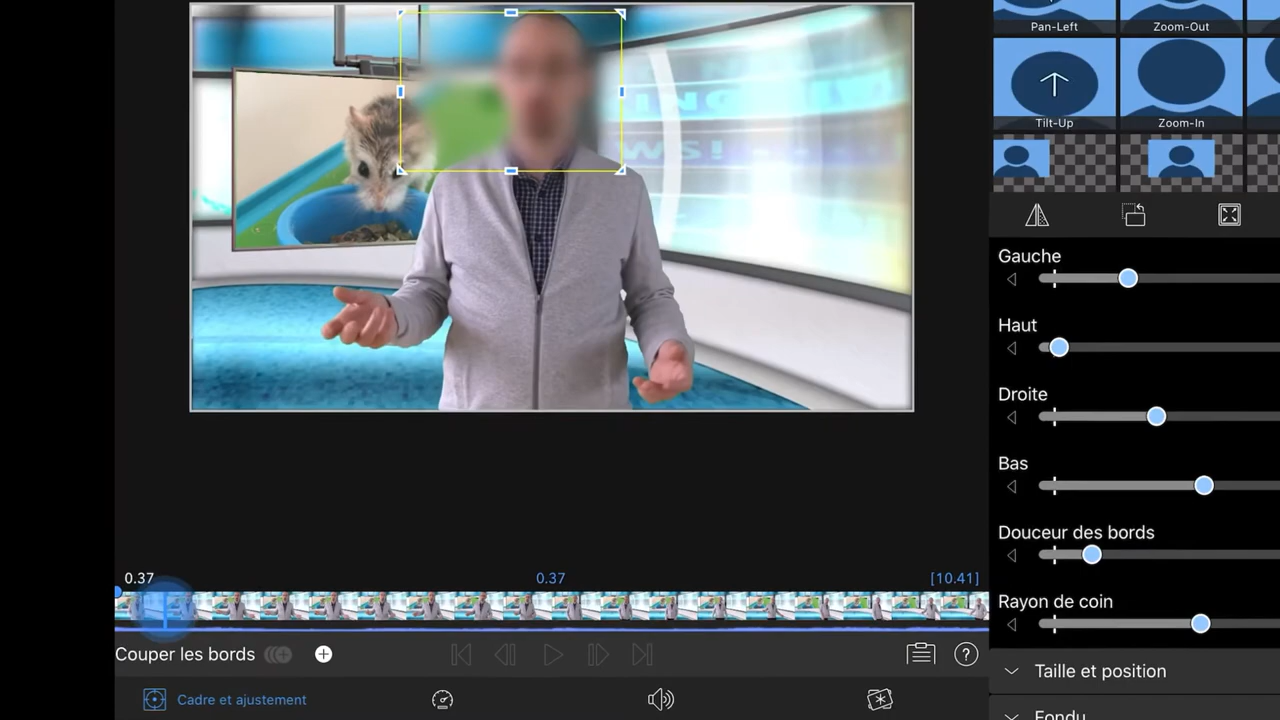 Pan-Left
Zoom-Out
Tilt-Up
Zoom-In
Gauche
Haut
Droite
Bas
Douceur des bords
Rayon de coin
0.37
0.37
[10.41]
Couper les bords
?
Cadre et ajustement
Taille et position
Fondu